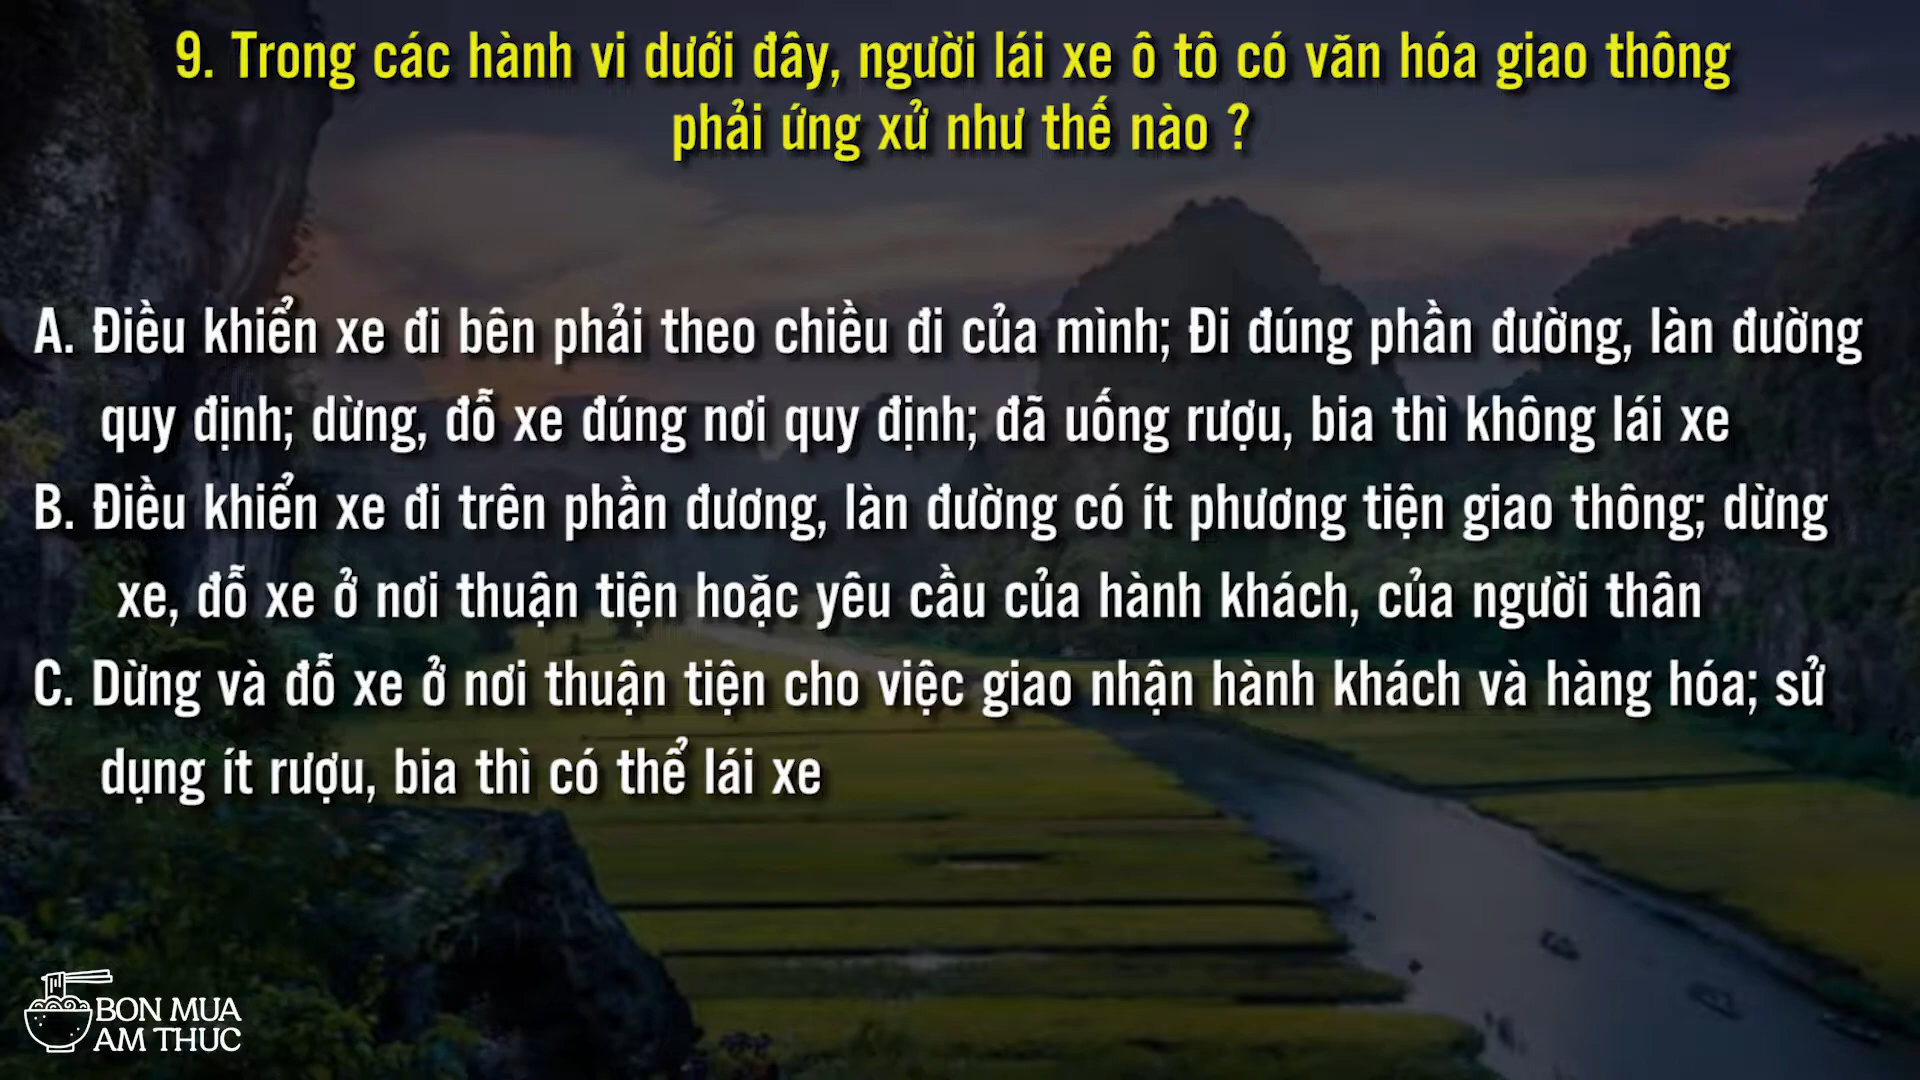 9. Trong các hành vi dưới đây, người lái xe ô tô có văn hóa giao thông
phải ứng xử như thế nào ?
A. Điều khiển xe đi bên phải theo chiều đi của mình; Đi đúng phần đường, làn đường
quy định; dừng, đỗ xe đúng nơi quy định; đã uống rượu, bia thì không lái xe
B. Điều khiển xe đi trên phần đương, làn đường có ít phương tiện giao thông; dừng
xe, đỗ xe ở nơi thuận tiện hoặc yêu cầu của hành khách, của người thân
C. Dừng và đỗ xe ở nơi thuận tiện cho việc giao nhận hành khách và hàng hóa; sử
dụng ít rượu, bia thì có thể lái xe
BON MUA
AM THUC